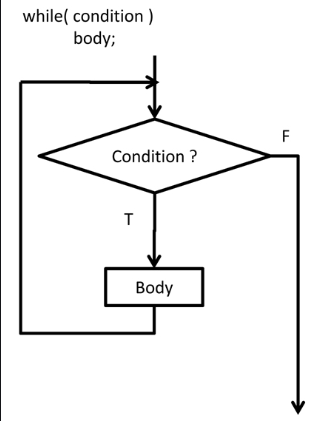 while( condition )
body;
F
Condition ?
T
Body